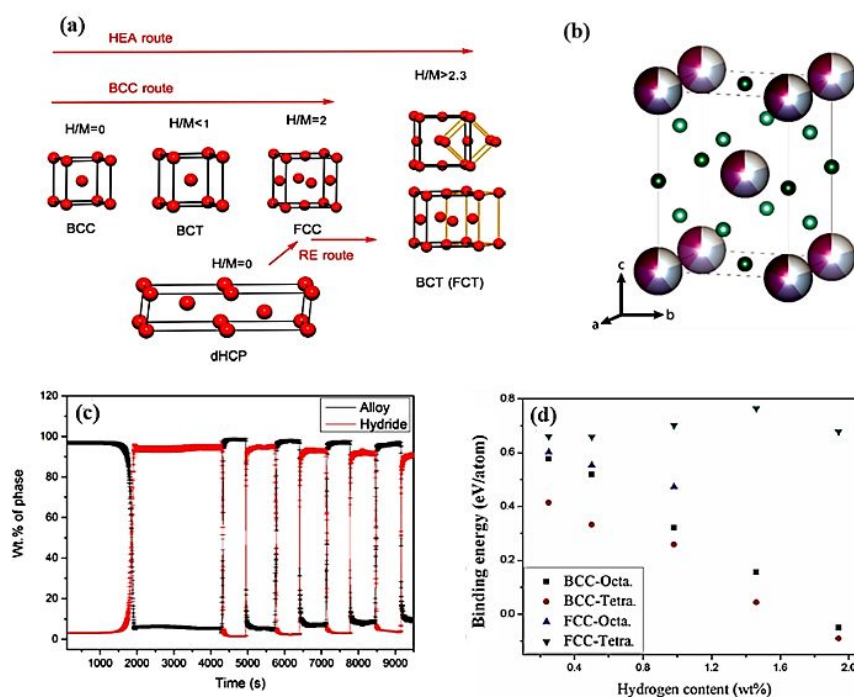 (a)
HEA route
BCC route
H/M>2.3
H/M=0
H/M<1
H/M=2
BCC
BCT
FCC
H/M=0
RE route
BCT (FCT)
dHCP
(b)
c
a
b
(c)
120
100
80
60
40
20
0
Wt.% of phase
Alloy
Hydride
1000 2000 3000 4000 5000 6000 7000 8000 9000
Time (s)
(d)
0.8
0.6
0.4
0.2
0.0
Binding energy (eV/atom)
BCC-Octa.
BCC-Tetra.
FCC-Octa.
FCC-Tetra.
0.4 0.8 1.2 1.6 2.0
Hydrogen content (wt%)